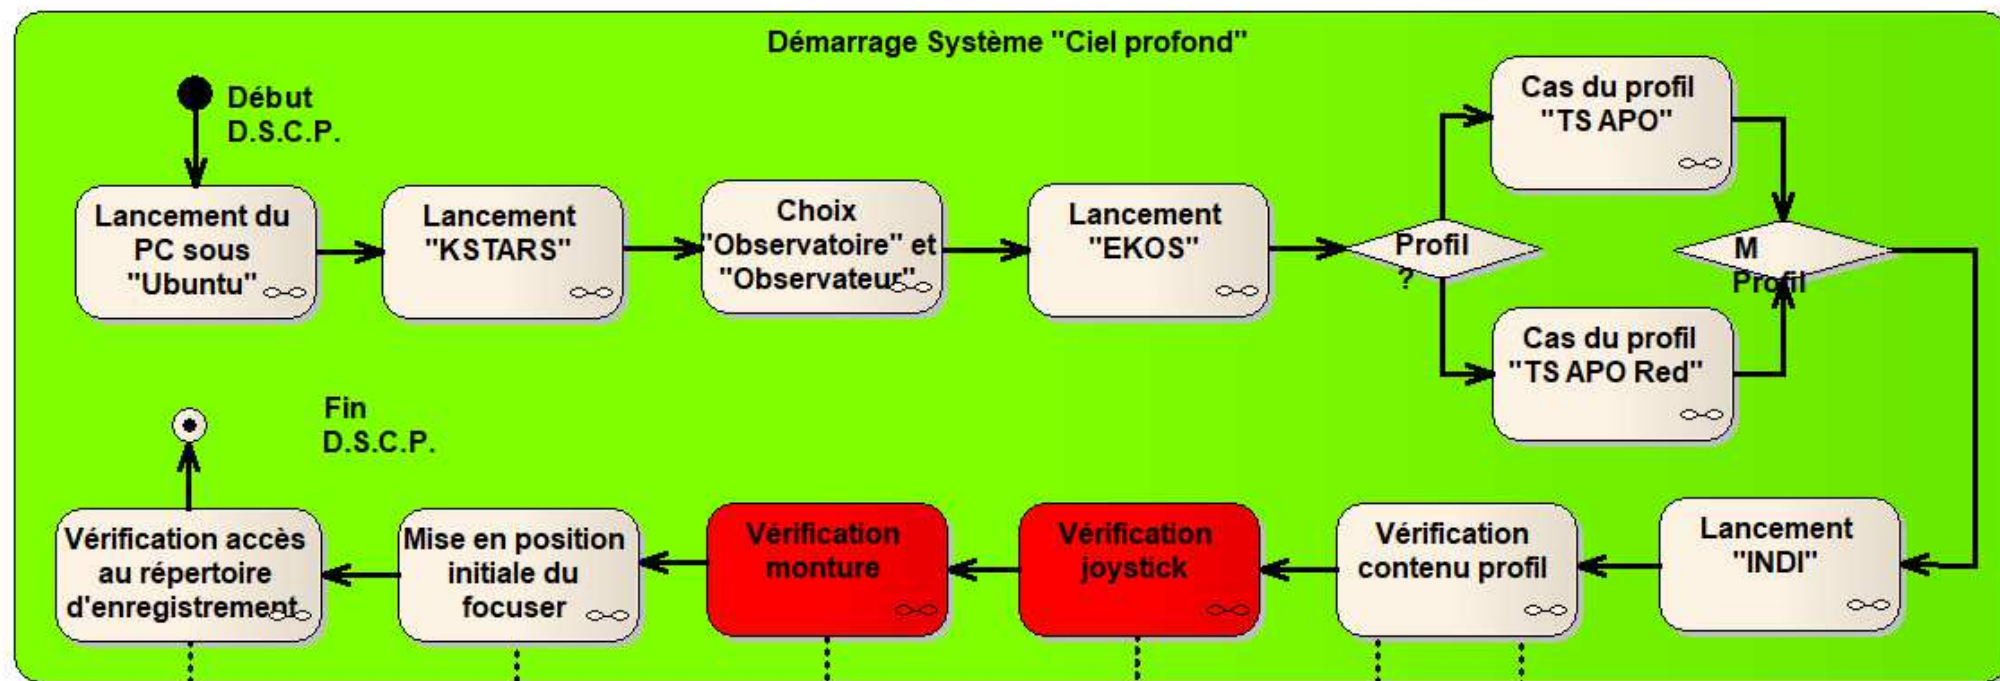 Démarrage Système "Ciel profond"
Début
D.S.C.P.
Lancement du
PC sous
"Ubuntu"
Lancement
"KSTARS"
Choix
"Observatoire" et
"Observateur"
Lancement
"EKOS"
Profil
?
Cas du profil
"TS APO"
Cas du profil
"TS APO Red"
M
Profil
Lancement
"INDI"
Vérification
contenu profil
Vérification
joystick
Vérification
monture
Mise en position
initiale du
focuser
Vérification accès
au répertoire
d'enregistrement
Fin
D.S.C.P.